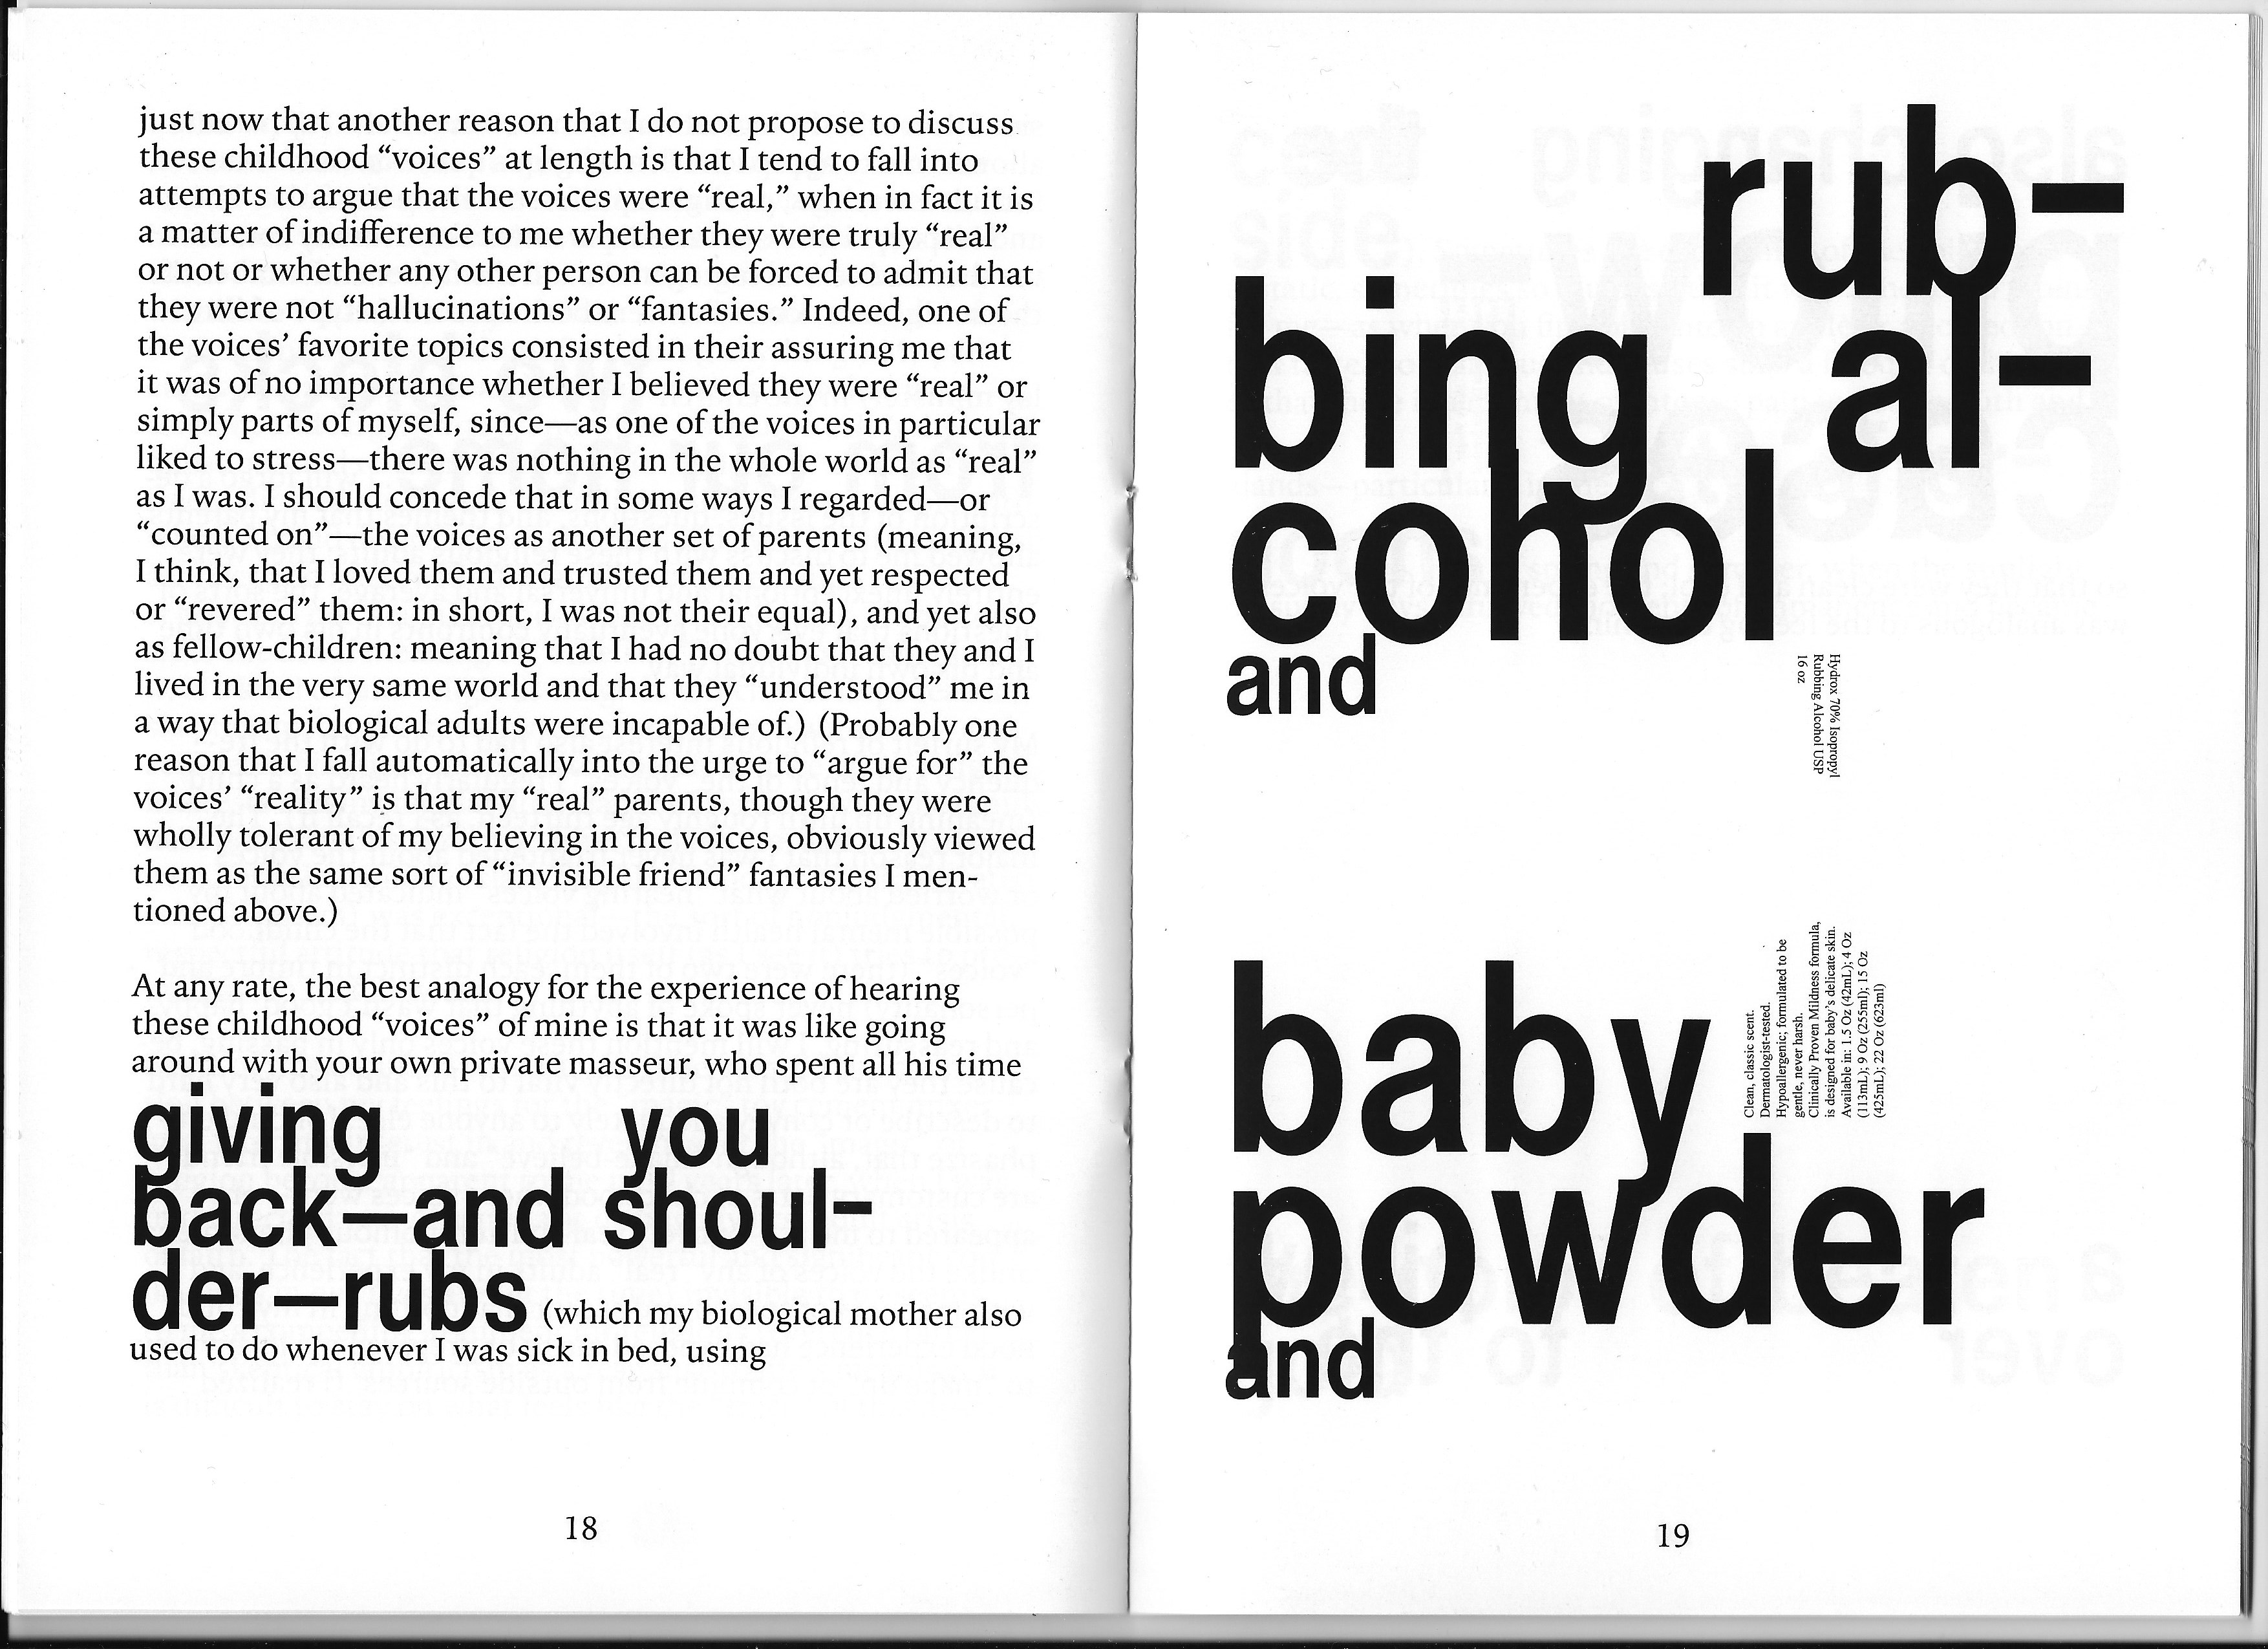 just now that another reason that I do not propose to discuss
these childhood “voices” at length is that I tend to fall into
attempts to argue that the voices were “real,” when in fact it is
a matter of indifference to me whether they were truly “real”
or not or whether any other person can be forced to admit that
they were not “hallucinations” or “fantasies.” Indeed, one of
the voices’ favorite topics consisted in their assuring me that
it was of no importance whether I believed they were “real” or
simply parts of myself, since—as one of the voices in particular
liked to stress—there was nothing in the whole world as “real”
as I was. I should concede that in some ways I regarded—or
“counted on”—the voices as another set of parents (meaning,
I think, that I loved them and trusted them and yet respected
or “revered” them: in short, I was not their equal), and yet also
as fellow-children: meaning that I had no doubt that they and I
lived in the very same world and that they “understood” me in
a way that biological adults were incapable of.) (Probably one
reason that I fall automatically into the urge to “argue for” the
voices’ “reality” is that my “real” parents, though they were
wholly tolerant of my believing in the voices, obviously viewed
them as the same sort of “invisible friend” fantasies I men-
tioned above.)
At any rate, the best analogy for the experience of hearing
these childhood “voices” of mine is that it was like going
around with your own private masseur, who spent all his time
giving you
back—and shoul-
der—rubs (which my biological mother also
used to do whenever I was sick in bed, using
18
rub-
bing al-
cohol
and
Hydrox 70% Isopropyl
Rubbing Alcohol USP
16 oz
baby
Clean, classic scent.
Dermatologist-tested.
Hypoallergenic; formulated to be
gentle, never harsh.
Clinically Proven Mildness formula,
is designed for baby’s delicate skin.
Available in: 1.5 Oz (42mL); 4 Oz
(113mL); 9 Oz (255ml); 15 Oz
(425mL); 22 Oz (623ml)
powder
and
19